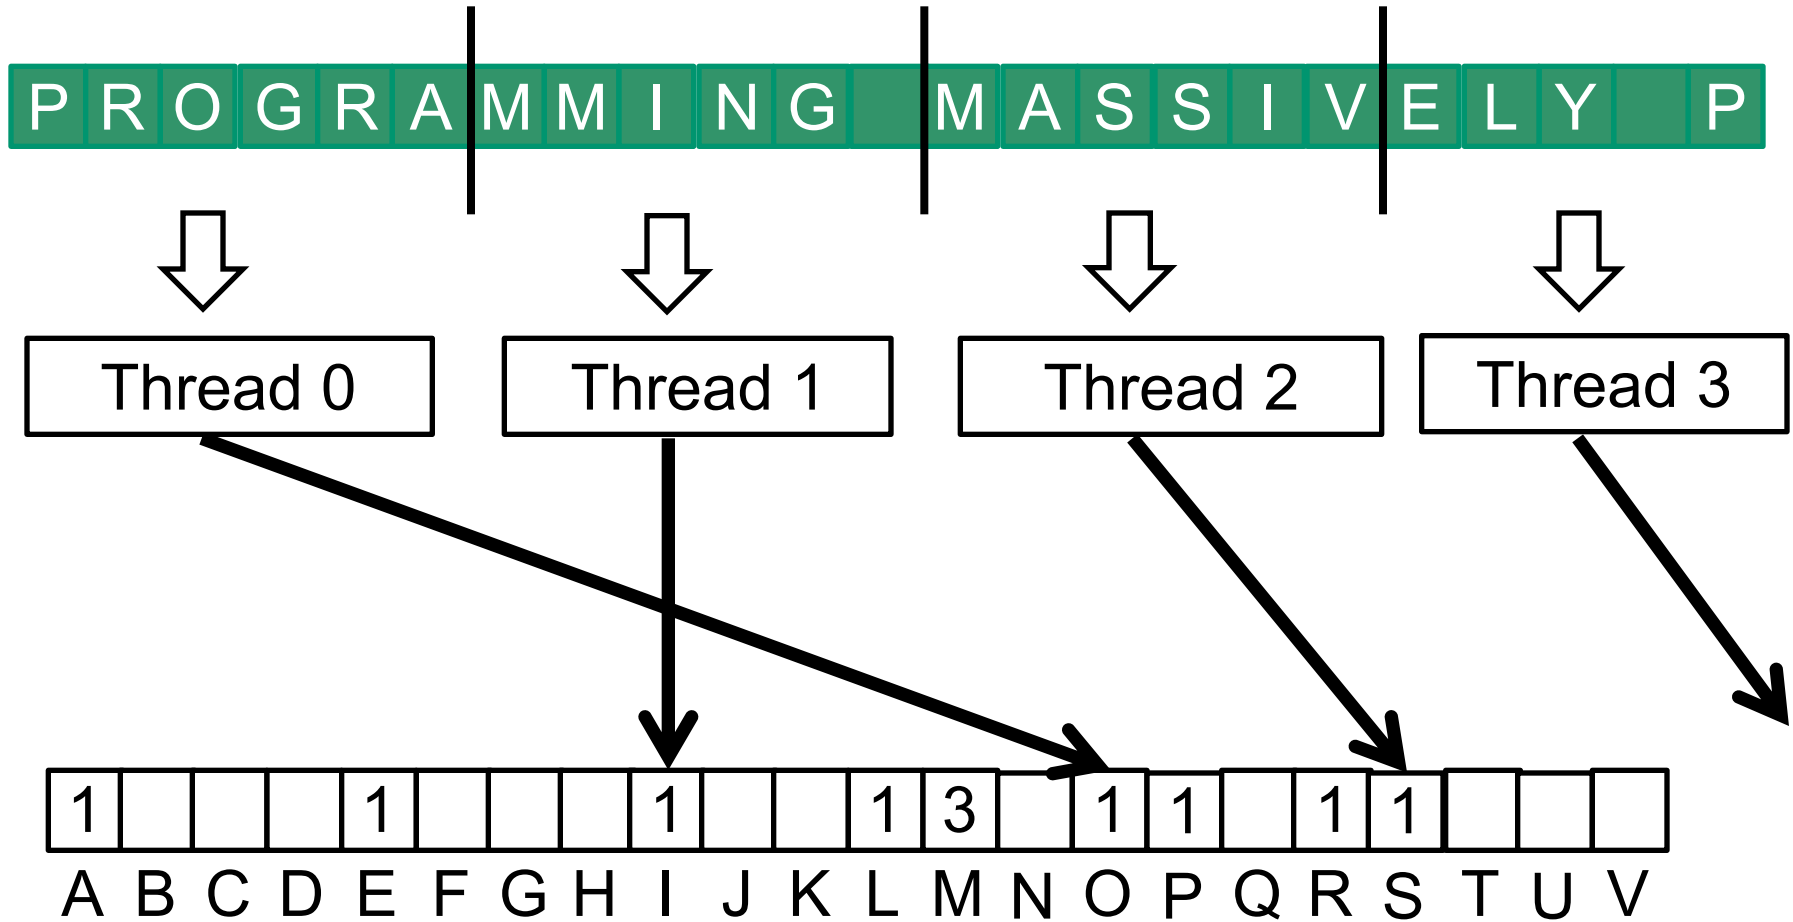 P R O G R A M M I N G M A S S I V E L Y P
Thread 0 Thread 1 Thread 2 Thread 3
1 1 1 1 3 1 1 1 1
A B C D E F G H I J K L M N O P Q R S T U V